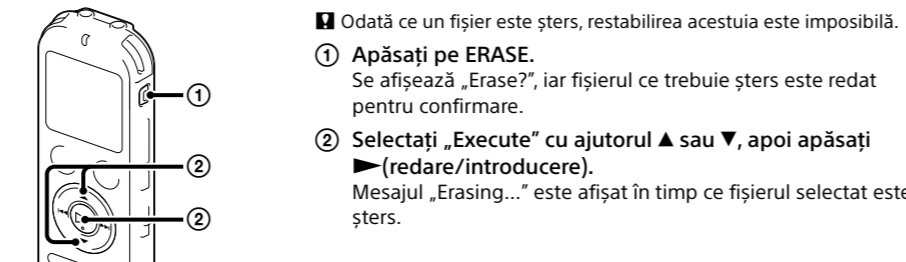 ! Odată ce un fișier este șters, restabilirea acestuia este imposibilă.
① Apăsați pe ERASE.
Se afișează „Erase?”, iar fișierul ce trebuie șters este redat
pentru confirmare.
② Selectați „Execute” cu ajutorul ▲ sau ▼, apoi apăsați
►(redare/introducere).
Mesajul „Erasing...” este afișat în timp ce fișierul selectat este
șters.
①
②
②